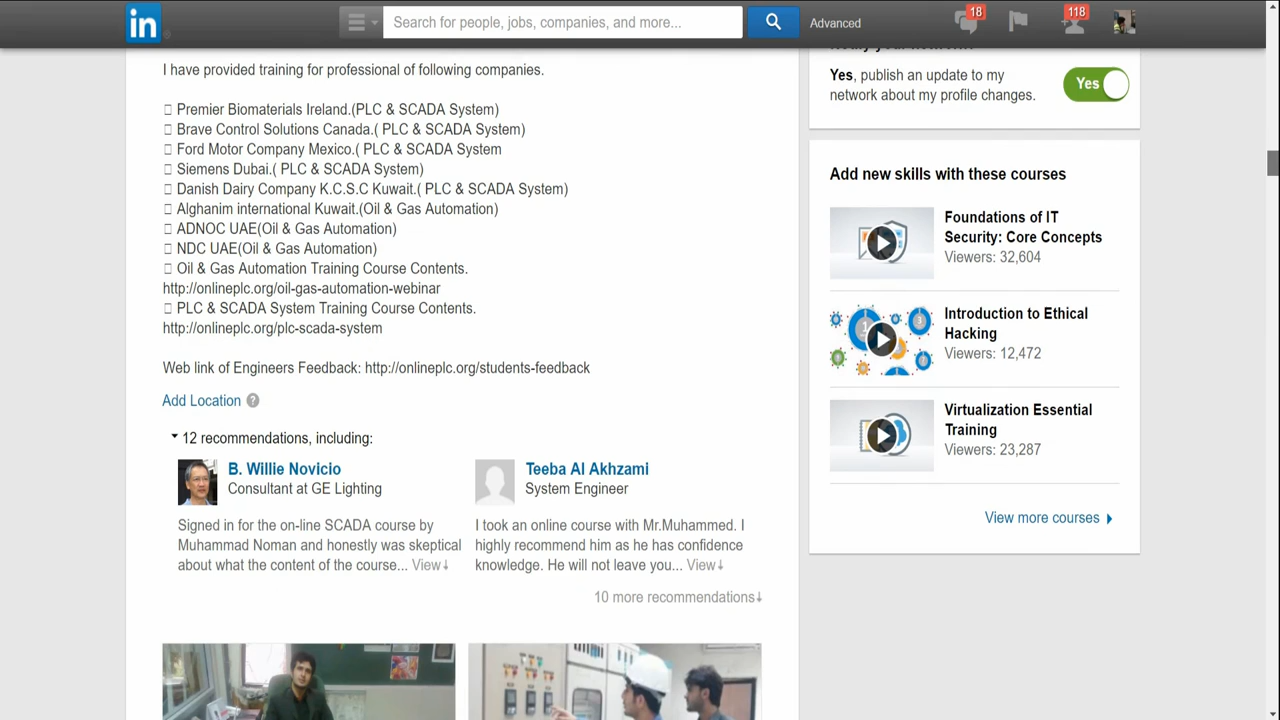 in
Search for people, jobs, companies, and more...
Advanced
18
118
I have provided training for professional of following companies.
Premier Biomaterials Ireland.(PLC & SCADA System)
Brave Control Solutions Canada.( PLC & SCADA System)
Ford Motor Company Mexico.( PLC & SCADA System
Siemens Dubai.( PLC & SCADA System)
Danish Dairy Company K.C.S.C Kuwait.( PLC & SCADA System)
Alghanim international Kuwait.(Oil & Gas Automation)
ADNOC UAE(Oil & Gas Automation)
NDC UAE(Oil & Gas Automation)
Oil & Gas Automation Training Course Contents.
http://onlineplc.org/oil-gas-automation-webinar
PLC & SCADA System Training Course Contents.
http://onlineplc.org/plc-scada-system
Web link of Engineers Feedback: http://onlineplc.org/students-feedback
Add Location ?
12 recommendations, including:
B. Willie Novicio
Consultant at GE Lighting
Signed in for the on-line SCADA course by
Muhammad Noman and honestly was skeptical
about what the content of the course... View↓
Teeba Al Akhzami
System Engineer
I took an online course with Mr.Muhammed. I
highly recommend him as he has confidence
knowledge. He will not leave you... View↓
10 more recommendations↓
Yes, publish an update to my
network about my profile changes.
Yes
Add new skills with these courses
Foundations of IT
Security: Core Concepts
Viewers: 32,604
Introduction to Ethical
Hacking
Viewers: 12,472
Virtualization Essential
Training
Viewers: 23,287
View more courses